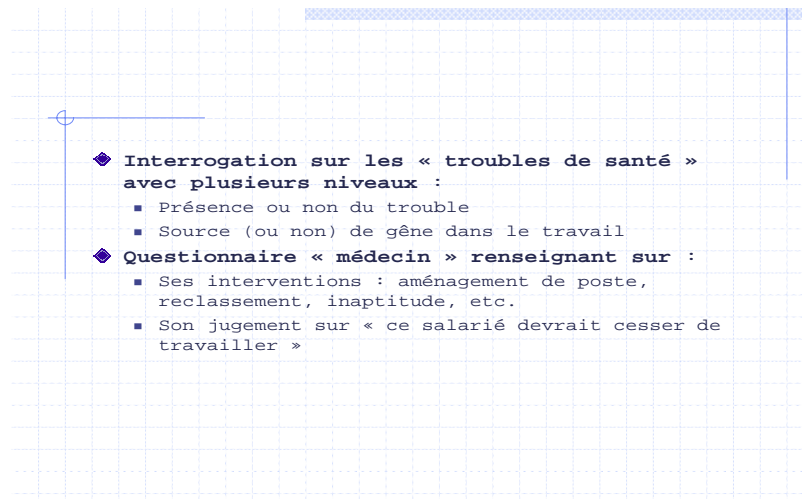 Interrogation sur les « troubles de santé »
avec plusieurs niveaux :
Présence ou non du trouble
Source (ou non) de gêne dans le travail
Questionnaire « médecin » renseignant sur :
Ses interventions : aménagement de poste,
reclassement, inaptitude, etc.
Son jugement sur « ce salarié devrait cesser de
travailler »